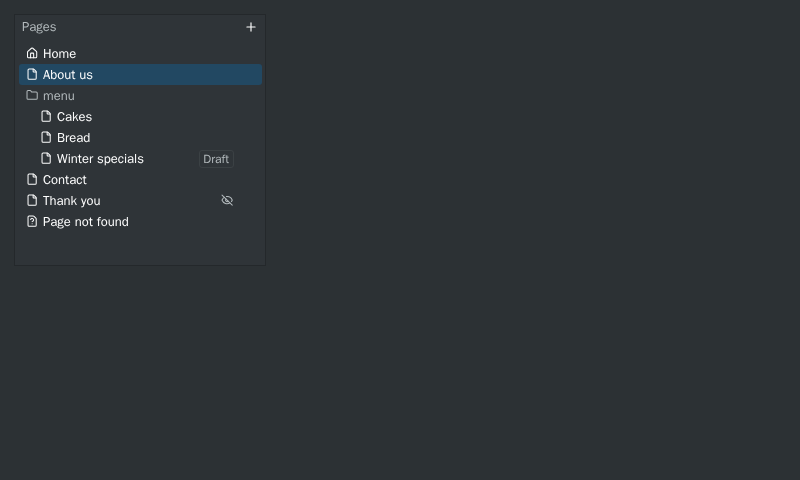 Pages
Home
About us
menu
Cakes
Bread
Winter specials Draft
Contact
Thank you
Page not found